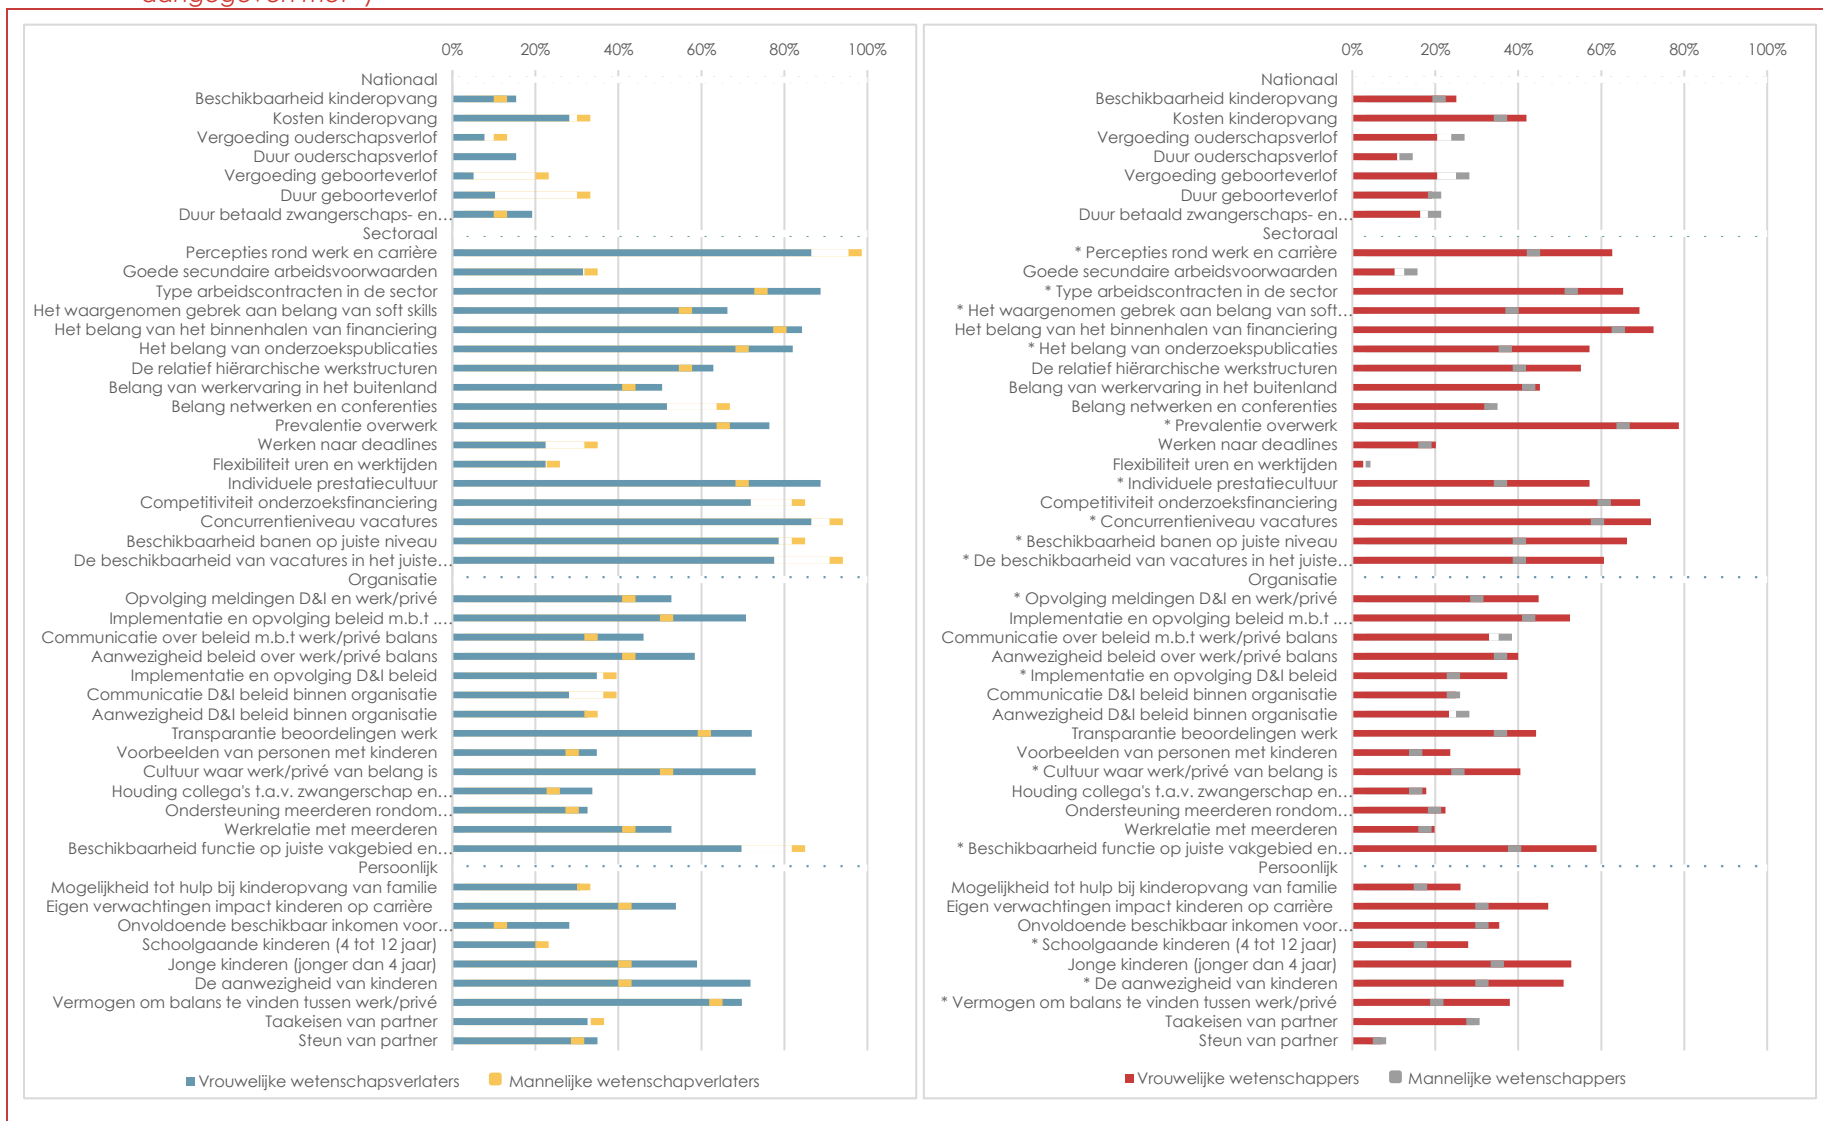 0% 20% 40% 60% 80% 100%
Nationaal
Beschikbaarheid kinderopvang
Kosten kinderopvang
Vergoeding ouderschapsverlof
Duur ouderschapsverlof
Vergoeding geboorteverlof
Duur geboorteverlof
Duur betaald zwangerschaps- en...
Sectoraal
Percepties rond werk en carrière
Goede secundaire arbeidsvoorwaarden
Type arbeidscontracten in de sector
Het waargenomen gebrek aan belang van soft skills
Het belang van het binnenhalen van financiering
Het belang van onderzoekspublicaties
De relatief hiërarchische werkstructuren
Belang van werkervaring in het buitenland
Belang netwerken en conferenties
Prevalentie overwerk
Werken naar deadlines
Flexibiliteit uren en werktijden
Individuele prestatiecultuur
Competitiviteit onderzoeksfinanciering
Concurrentieniveau vacatures
Beschikbaarheid banen op juiste niveau
De beschikbaarheid van vacatures in het juiste...
Organisatie
Opvolging meldingen D&I en werk/privé
Implementatie en opvolging beleid m.b.t ....
Communicatie over beleid m.b.t werk/privé balans
Aanwezigheid beleid over werk/privé balans
Implementatie en opvolging D&I beleid
Communicatie D&I beleid binnen organisatie
Aanwezigheid D&I beleid binnen organisatie
Transparantie beoordelingen werk
Voorbeelden van personen met kinderen
Cultuur waar werk/privé van belang is
Houding collega's t.a.v. zwangerschap en...
Ondersteuning meerderen rondom...
Werkrelatie met meerderen
Beschikbaarheid functie op juiste vakgebied en...
Persoonlijk
Mogelijkheid tot hulp bij kinderopvang van familie
Eigen verwachtingen impact kinderen op carrière
Onvoldoende beschikbaar inkomen voor...
Schoolgaande kinderen (4 tot 12 jaar)
Jonge kinderen (jonger dan 4 jaar)
De aanwezigheid van kinderen
Vermogen om balans te vinden tussen werk/privé
Taakeisen van partner
Steun van partner
Vrouwelijke wetenschapsverlaters Mannelijke wetenschapverlaters
0% 20% 40% 60% 80% 100%
Nationaal
Beschikbaarheid kinderopvang
Kosten kinderopvang
Vergoeding ouderschapsverlof
Duur ouderschapsverlof
Vergoeding geboorteverlof
Duur geboorteverlof
Duur betaald zwangerschaps- en...
Sectoraal
* Percepties rond werk en carrière
Goede secundaire arbeidsvoorwaarden
* Type arbeidscontracten in de sector
* Het waargenomen gebrek aan belang van soft...
Het belang van het binnenhalen van financiering
* Het belang van onderzoekspublicaties
De relatief hiërarchische werkstructuren
Belang van werkervaring in het buitenland
Belang netwerken en conferenties
* Prevalentie overwerk
Werken naar deadlines
Flexibiliteit uren en werktijden
* Individuele prestatiecultuur
Competitiviteit onderzoeksfinanciering
* Concurrentieniveau vacatures
* Beschikbaarheid banen op juiste niveau
* De beschikbaarheid van vacatures in het juiste...
Organisatie
* Opvolging meldingen D&I en werk/privé
Implementatie en opvolging beleid m.b.t ....
Communicatie over beleid m.b.t werk/privé balans
Aanwezigheid beleid over werk/privé balans
* Implementatie en opvolging D&I beleid
Communicatie D&I beleid binnen organisatie
Aanwezigheid D&I beleid binnen organisatie
Transparantie beoordelingen werk
Voorbeelden van personen met kinderen
* Cultuur waar werk/privé van belang is
Houding collega's t.a.v. zwangerschap en...
Ondersteuning meerderen rondom...
Werkrelatie met meerderen
* Beschikbaarheid functie op juiste vakgebied en...
Persoonlijk
Mogelijkheid tot hulp bij kinderopvang van familie
Eigen verwachtingen impact kinderen op carrière
Onvoldoende beschikbaar inkomen voor...
* Schoolgaande kinderen (4 tot 12 jaar)
Jonge kinderen (jonger dan 4 jaar)
* De aanwezigheid van kinderen
* Vermogen om balans te vinden tussen werk/privé
Taakeisen van partner
Steun van partner
Vrouwelijke wetenschappers Mannelijke wetenschappers